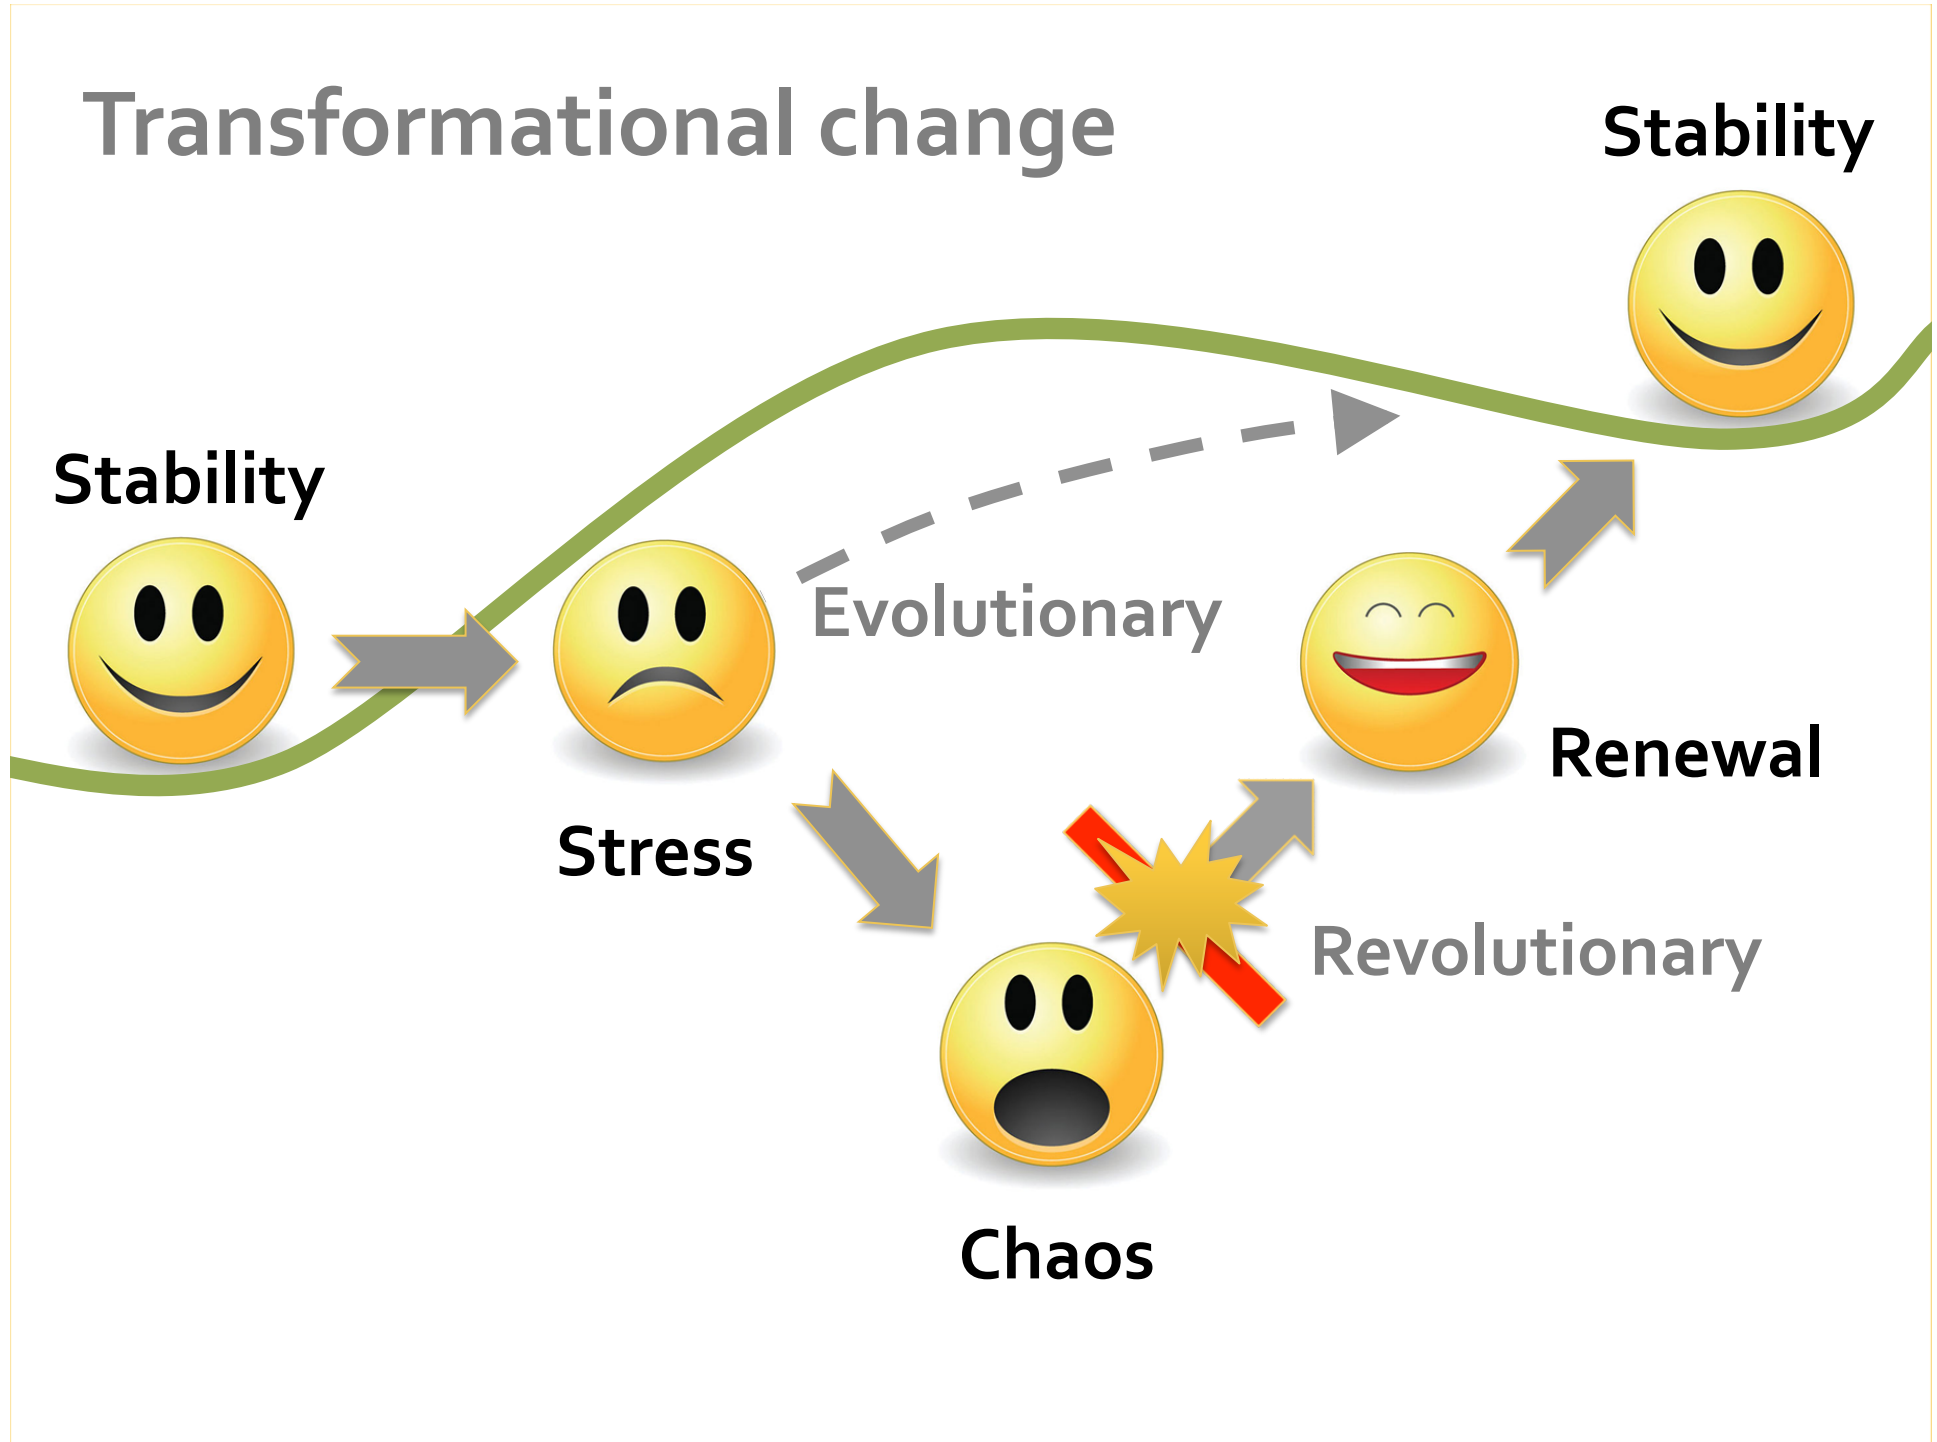 Transformational change
Stability
Stability
Evolutionary
Renewal
Stress
Revolutionary
Chaos